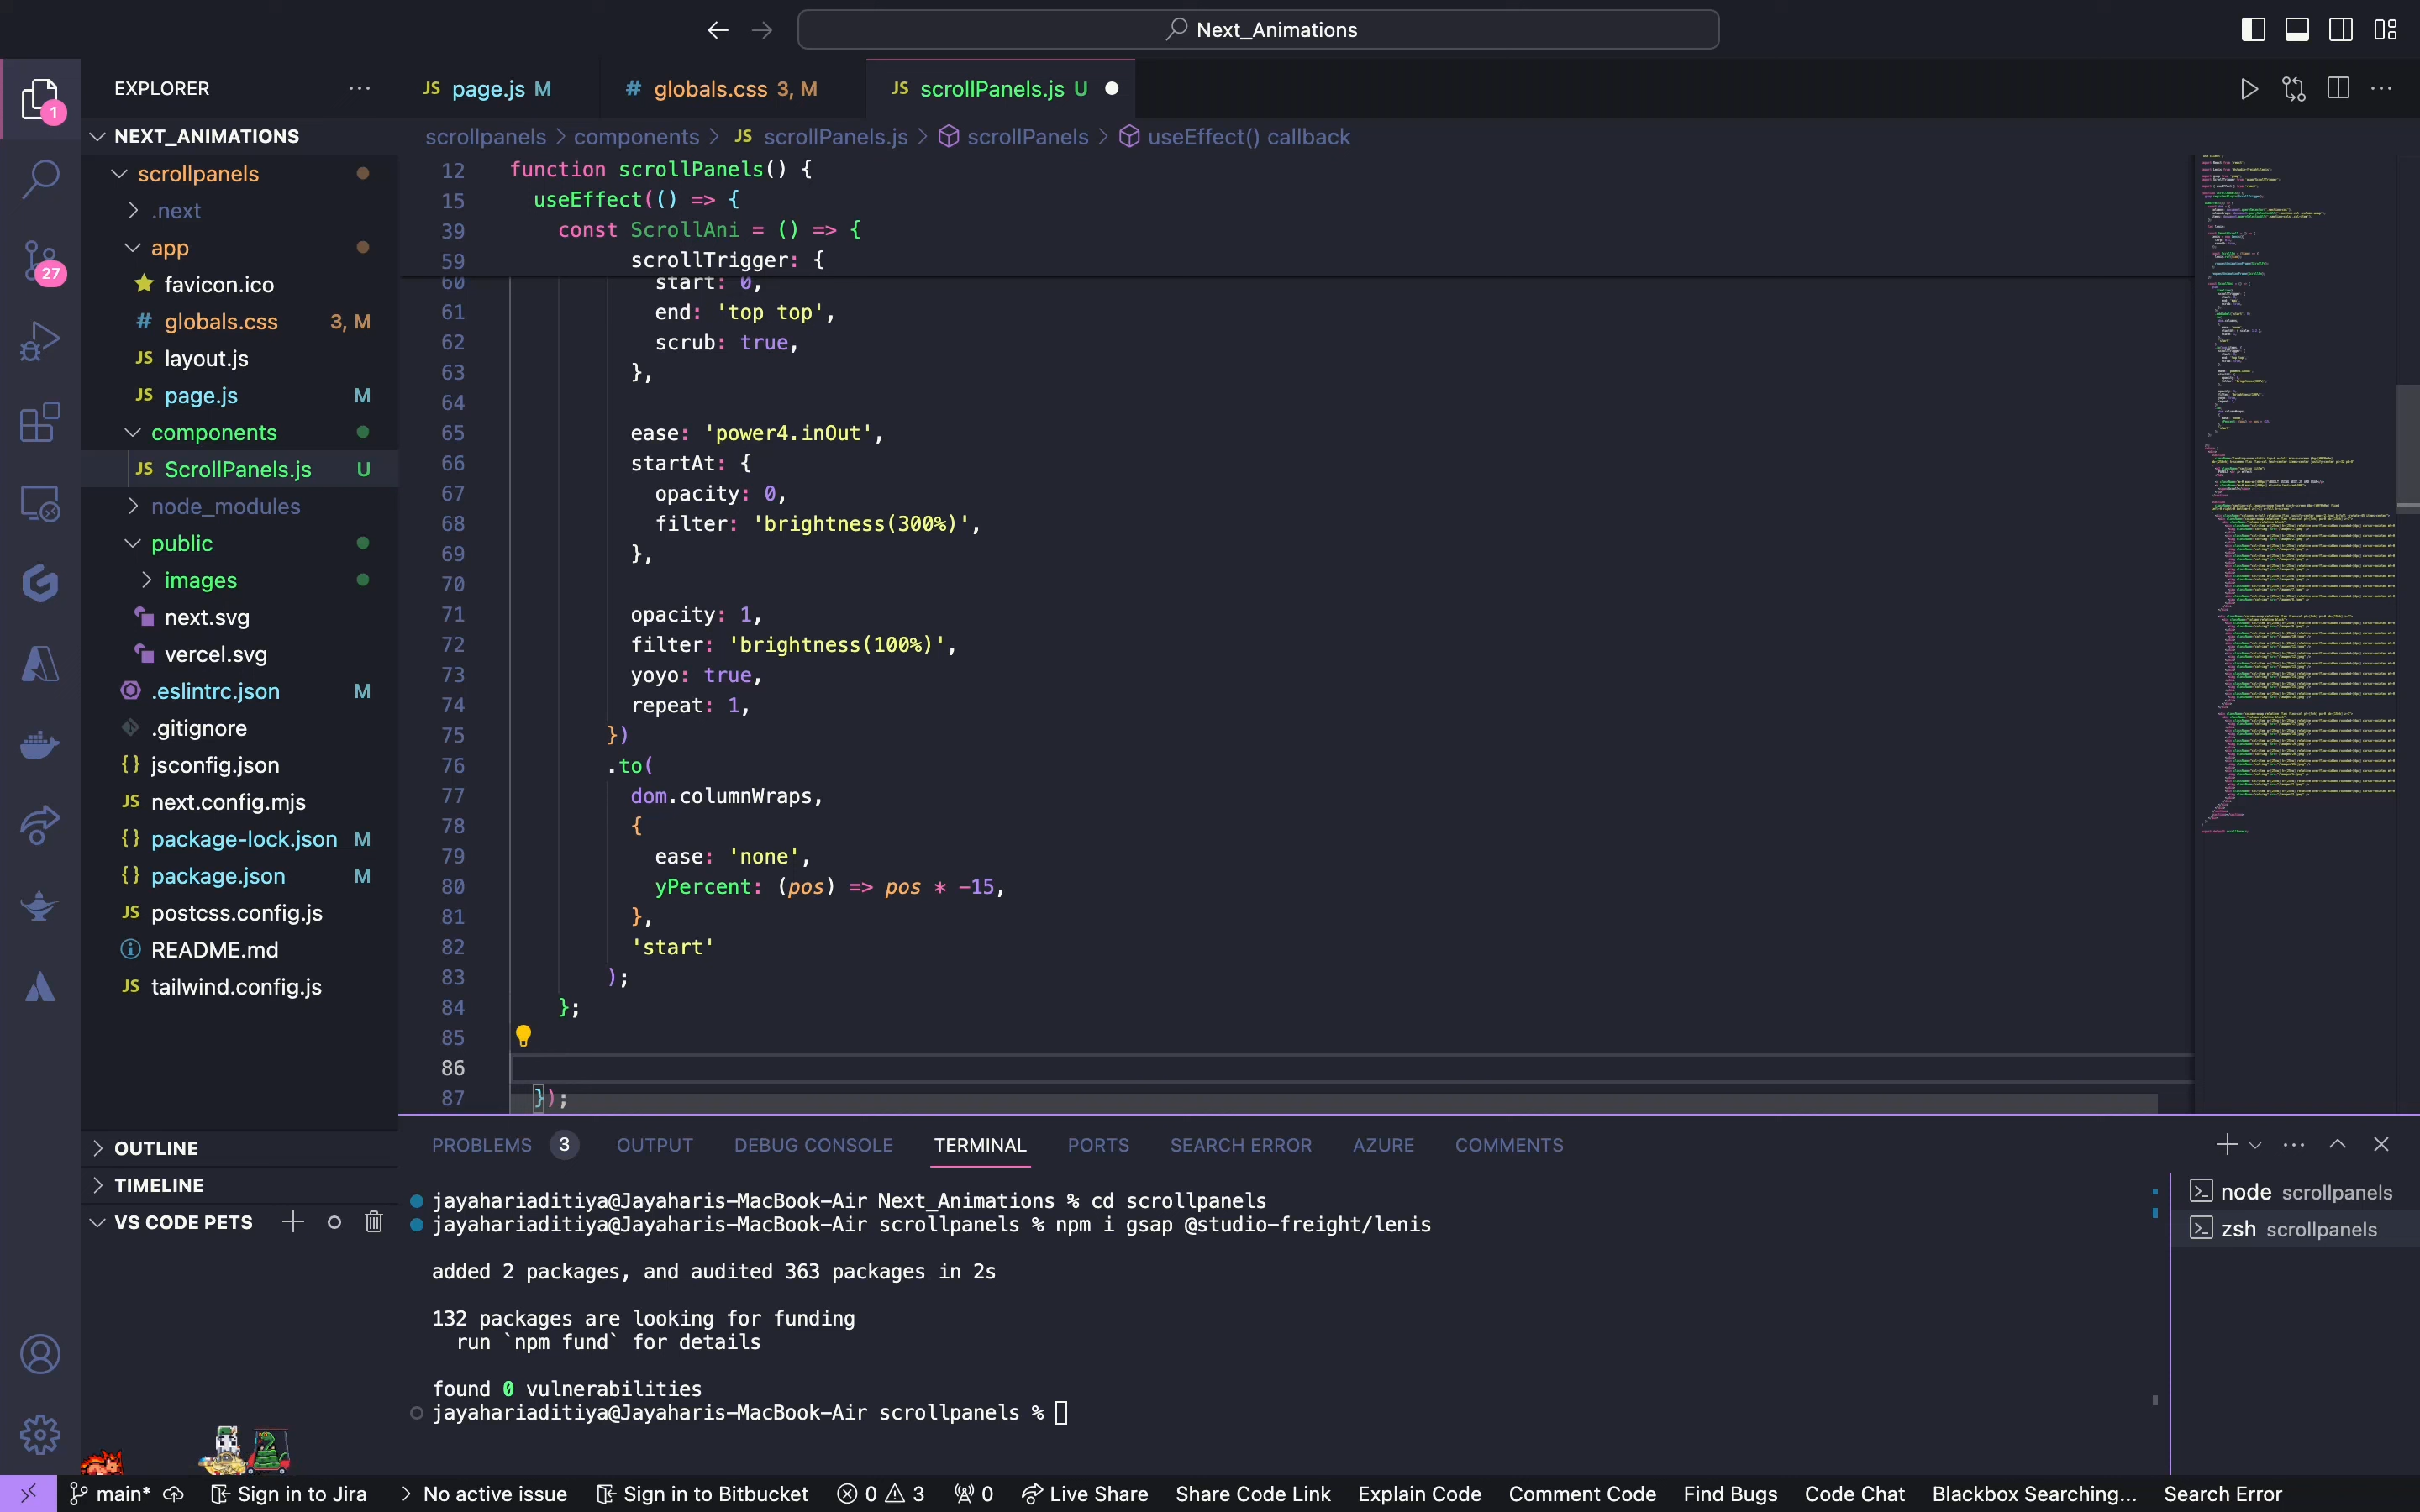 Next_Animations
EXPLORER
JS page.js M
# globals.css 3, M
JS scrollPanels.js U
NEXT_ANIMATIONS
scrollpanels
.next
app
favicon.ico
# globals.css 3, M
JS layout.js
JS page.js M
components
JS ScrollPanels.js U
node_modules
public
images
next.svg
vercel.svg
.eslintrc.json M
.gitignore
{} jsconfig.json
JS next.config.mjs
{} package-lock.json M
{} package.json M
JS postcss.config.js
README.md
JS tailwind.config.js
OUTLINE
TIMELINE
VS CODE PETS
1
27
scrollpanels > components > JS scrollPanels.js > scrollPanels > useEffect() callback
12 function scrollPanels() {
15 useEffect(() => {
39 const ScrollAni = () => {
59 scrollTrigger: {
60 start: 0,
61 end: 'top top',
62 scrub: true,
63 },
64
65 ease: 'power4.inOut',
66 startAt: {
67 opacity: 0,
68 filter: 'brightness(300%)',
69 },
70
71 opacity: 1,
72 filter: 'brightness(100%)',
73 yoyo: true,
74 repeat: 1,
75 })
76 .to(
77 dom.columnWraps,
78 {
79 ease: 'none',
80 yPercent: (pos) => pos * -15,
81 },
82 'start'
83 );
84 };
85
86
87 });
PROBLEMS 3 OUTPUT DEBUG CONSOLE TERMINAL PORTS SEARCH ERROR AZURE COMMENTS
jayahariaditiya@Jayaharis-MacBook-Air Next_Animations % cd scrollpanels
jayahariaditiya@Jayaharis-MacBook-Air scrollpanels % npm i gsap @studio-freight/lenis
added 2 packages, and audited 363 packages in 2s
132 packages are looking for funding
run `npm fund` for details
found 0 vulnerabilities
jayahariaditiya@Jayaharis-MacBook-Air scrollpanels %
node scrollpanels
zsh scrollpanels
main* Sign in to Jira > No active issue Sign in to Bitbucket 0 3 0 Live Share Share Code Link Explain Code Comment Code Find Bugs Code Chat Blackbox Searching... Search Error